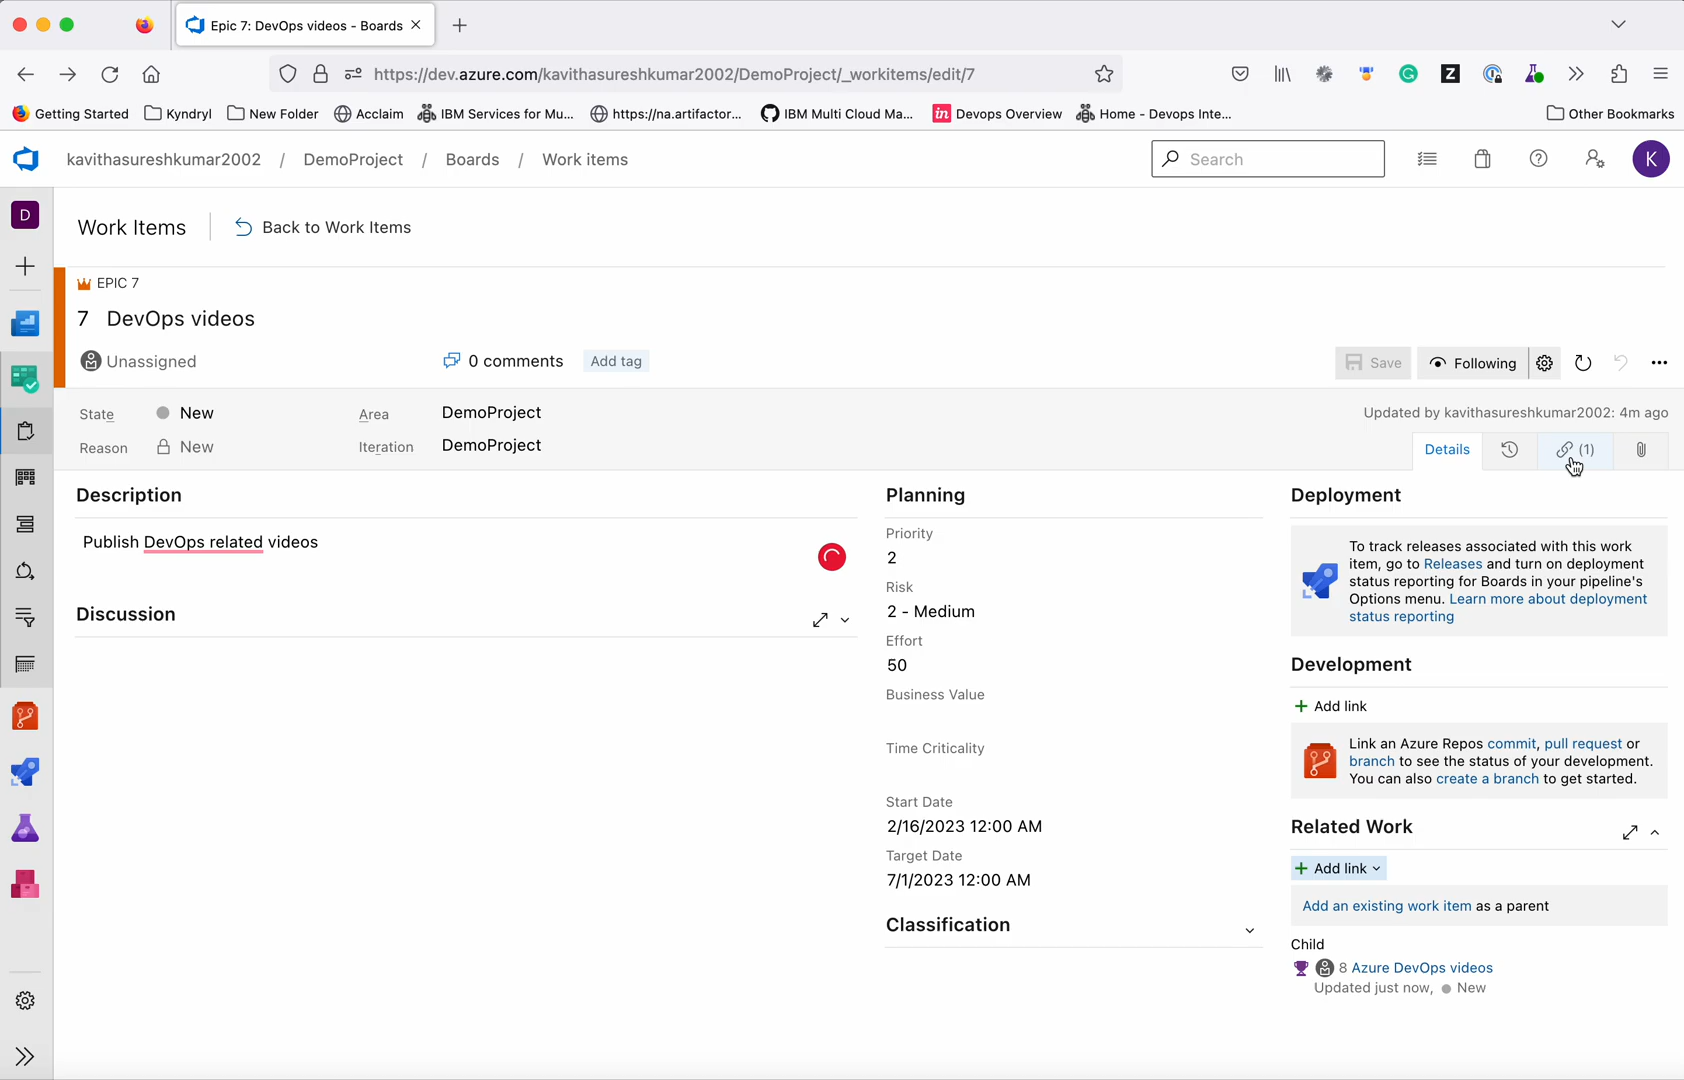 Epic 7: DevOps videos - Boards
https://dev.azure.com/kavithasureshkumar2002/DemoProject/_workitems/edit/7
Z
Getting Started
Kyndryl
New Folder
Acclaim
IBM Services for Mu...
https://na.artifactor...
IBM Multi Cloud Ma...
in
Devops Overview
Home - Devops Inte...
Other Bookmarks
kavithasureshkumar2002 / DemoProject / Boards / Work items
Search
K
D
Work Items
Back to Work Items
EPIC 7
7 DevOps videos
Unassigned
0 comments
Add tag
Save
Following
State
New
Area
DemoProject
Updated by kavithasureshkumar2002: 4m ago
Reason
New
Iteration
DemoProject
Details
(1)
Description
Publish DevOps related videos
Discussion
Planning
Priority
2
Risk
2 - Medium
Effort
50
Business Value
Time Criticality
Start Date
2/16/2023 12:00 AM
Target Date
7/1/2023 12:00 AM
Classification
Deployment
To track releases associated with this work
item, go to Releases and turn on deployment
status reporting for Boards in your pipeline's
Options menu. Learn more about deployment
status reporting
Development
+ Add link
Link an Azure Repos commit, pull request or
branch to see the status of your development.
You can also create a branch to get started.
Related Work
+ Add link
Add an existing work item as a parent
Child
8 Azure DevOps videos
Updated just now, New